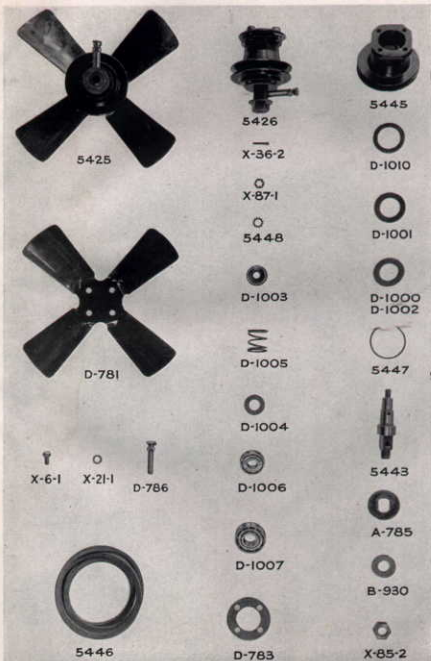 5425
5426
5445
X-36-2
D-1010
X-87-1
5448
D-1001
D-1003
D-1000
D-1002
D-781
D-1005
5447
D-1004
X-6-1
X-21-1
D-786
D-1006
5443
A-785
D-1007
B-930
5446
D-783
X-85-2